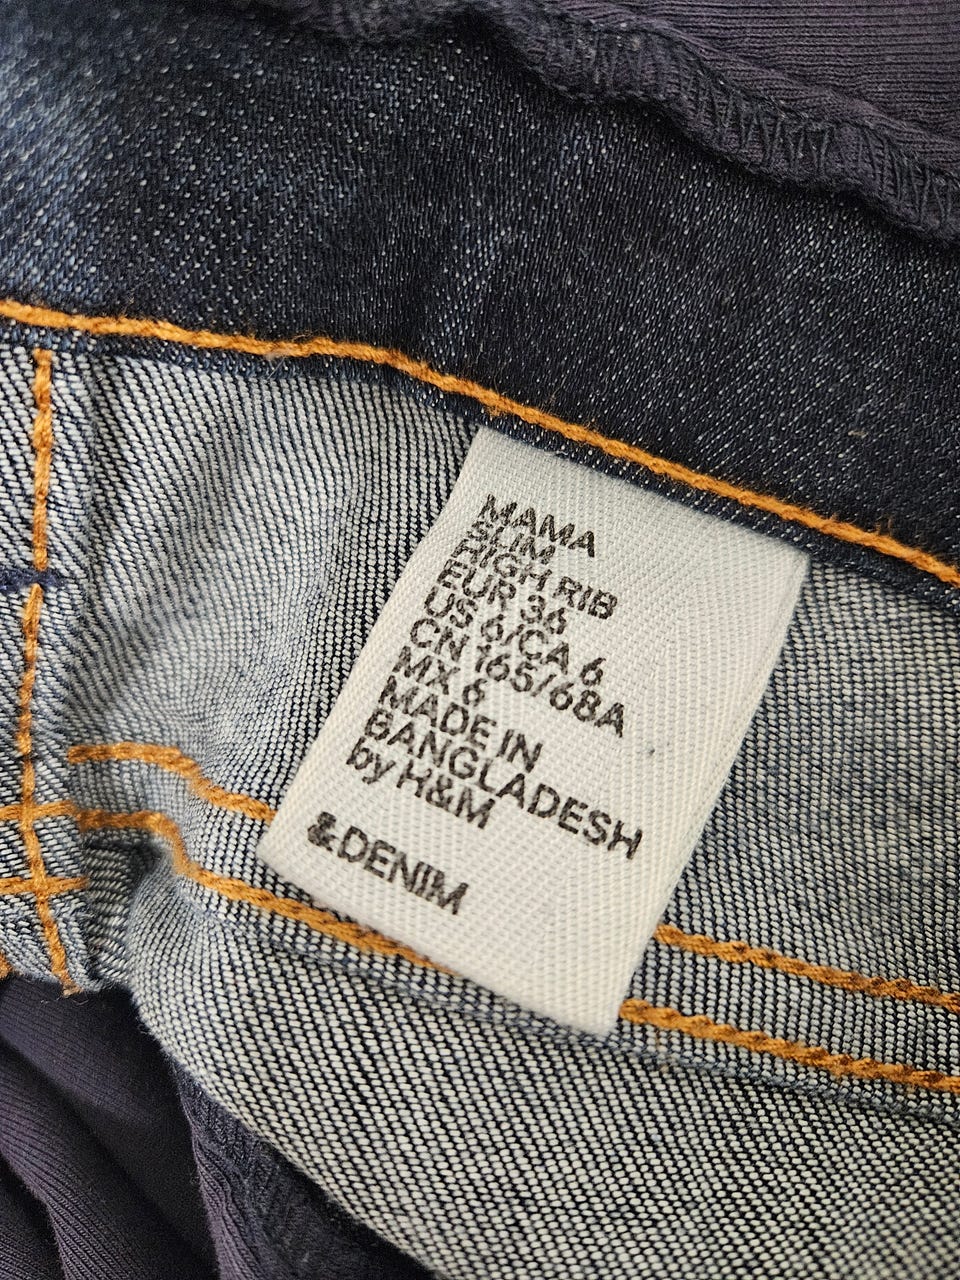 MAMA
SLIM
HIGH RIB
EUR 36
US 6/CA 6
CN 165/68A
MX 6
MADE IN
BANGLADESH
by H&M
&DENIM